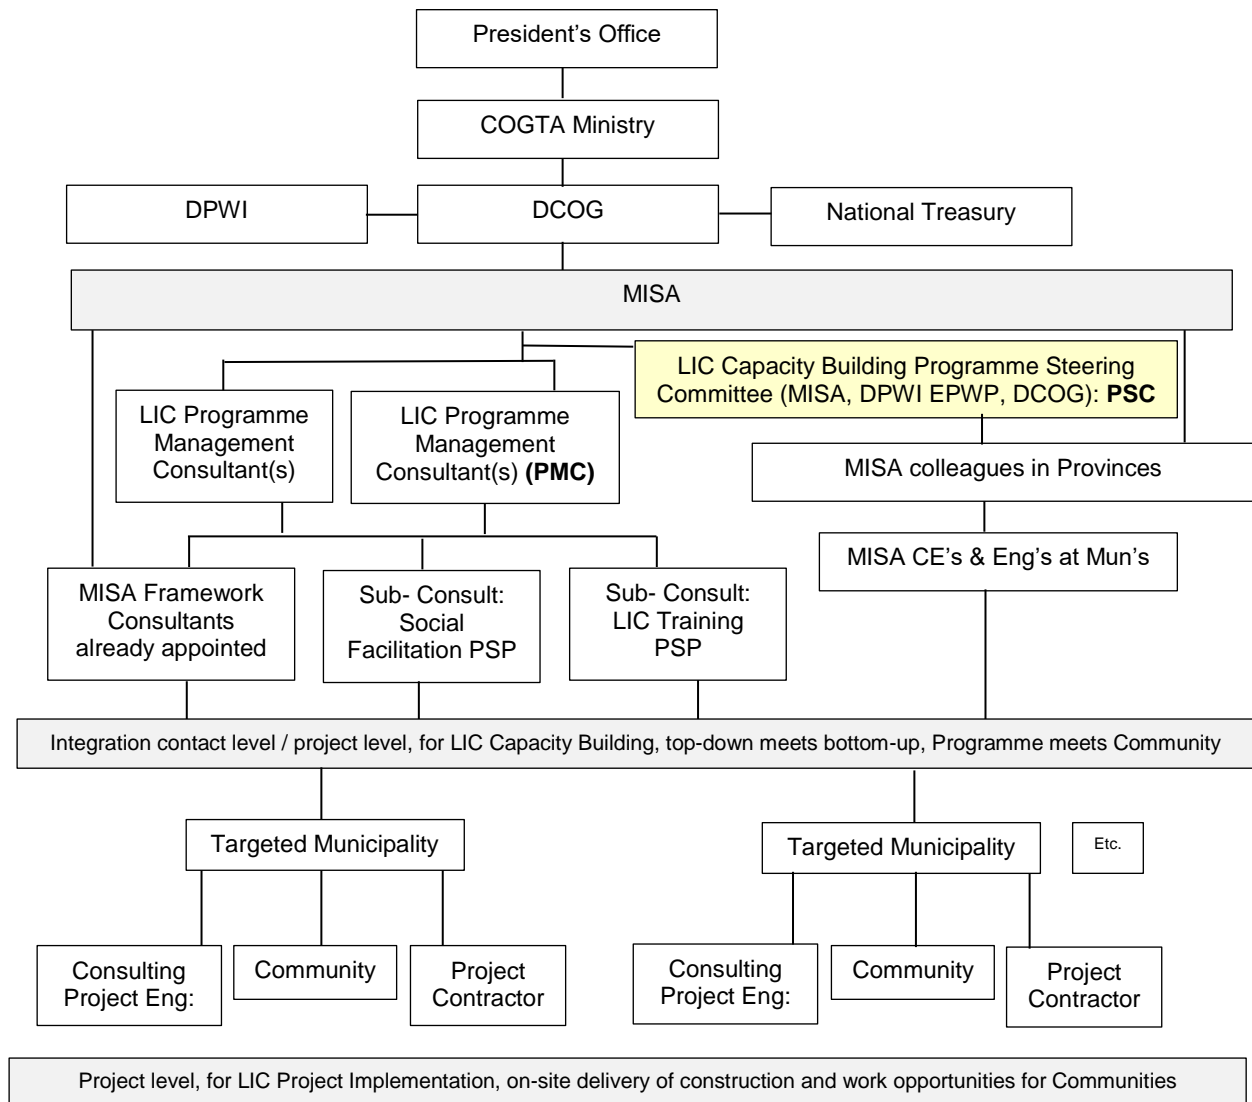 President’s Office
COGTA Ministry
DPWI
DCOG
National Treasury
MISA
LIC Capacity Building Programme Steering
Committee (MISA, DPWI EPWP, DCOG): PSC
LIC Programme
Management
Consultant(s)
LIC Programme
Management
Consultant(s) (PMC)
MISA colleagues in Provinces
MISA CE’s & Eng’s at Mun’s
MISA Framework
Consultants
already appointed
Sub- Consult:
Social
Facilitation PSP
Sub- Consult:
LIC Training
PSP
Integration contact level / project level, for LIC Capacity Building, top-down meets bottom-up, Programme meets Community
Targeted Municipality
Targeted Municipality
Etc.
Consulting
Project Eng:
Community
Project
Contractor
Consulting
Project Eng:
Community
Project
Contractor
Project level, for LIC Project Implementation, on-site delivery of construction and work opportunities for Communities